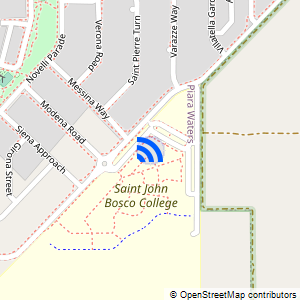 Novelli Parade
Verona Road
Saint Pierre Turn
Varazze Way
Messina Way
Modena Road
Siena Approach
Girona Street
Piara Waters
Saint John
Bosco College
© OpenStreetMap contributors